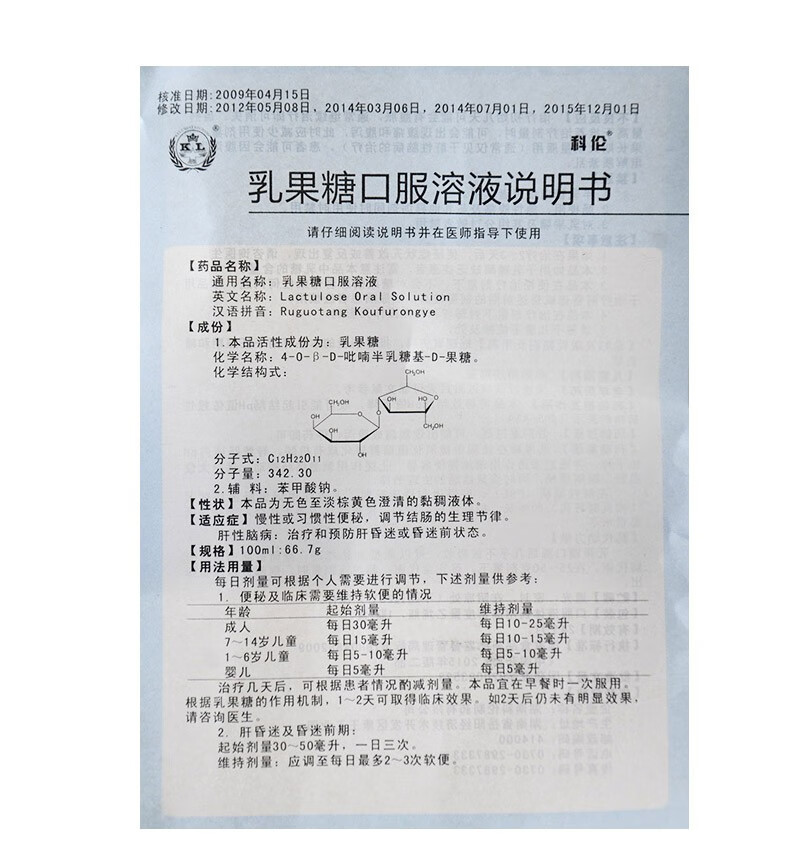 核准日期:2009年04月15日
修改日期:2012年05月08日、2014年03月06日,2014年07月01日,2015年12月01日
KL®
科伦®
乳果糖口服溶液说明书
请仔细阅读说明书并在医师指导下使用
【药品名称】
通用名称：乳果糖口服溶液
英文名称：Lactulose Oral Solution
汉语拼音：Ruguotang Koufurongye
【成份】
1.本品活性成份为：乳果糖
化学名称：4-O-β-D-吡喃半乳糖基-D-果糖。
化学结构式：
CH₂OH
CH₂OH
O
OH
HO
O
OH
O
CH₂OH
OH
OH
分子式：C₁₂H₂₂O₁₁
分子量：342.30
2.辅 料：苯甲酸钠。
【性状】本品为无色至淡棕黄色澄清的黏稠液体。
【适应症】慢性或习惯性便秘，调节结肠的生理节律。
肝性脑病：治疗和预防肝昏迷或昏迷前状态。
【规格】100ml:66.7g
【用法用量】
每日剂量可根据个人需要进行调节，下述剂量供参考：
1. 便秘及临床需要维持软便的情况
年龄 起始剂量 维持剂量
成人 每日30毫升 每日10-25毫升
7～14岁儿童 每日15毫升 每日10-15毫升
1～6岁儿童 每日5-10毫升 每日5-10毫升
婴儿 每日5毫升 每日5毫升
治疗几天后，可根据患者情况酌减剂量。本品宜在早餐时一次服用。
根据乳果糖的作用机制，1～2天可取得临床效果。如2天后仍未有明显效果，
请咨询医生。
2. 肝昏迷及昏迷前期：
起始剂量30～50毫升，一日三次。
维持剂量：应调至每日最多2～3次软便。